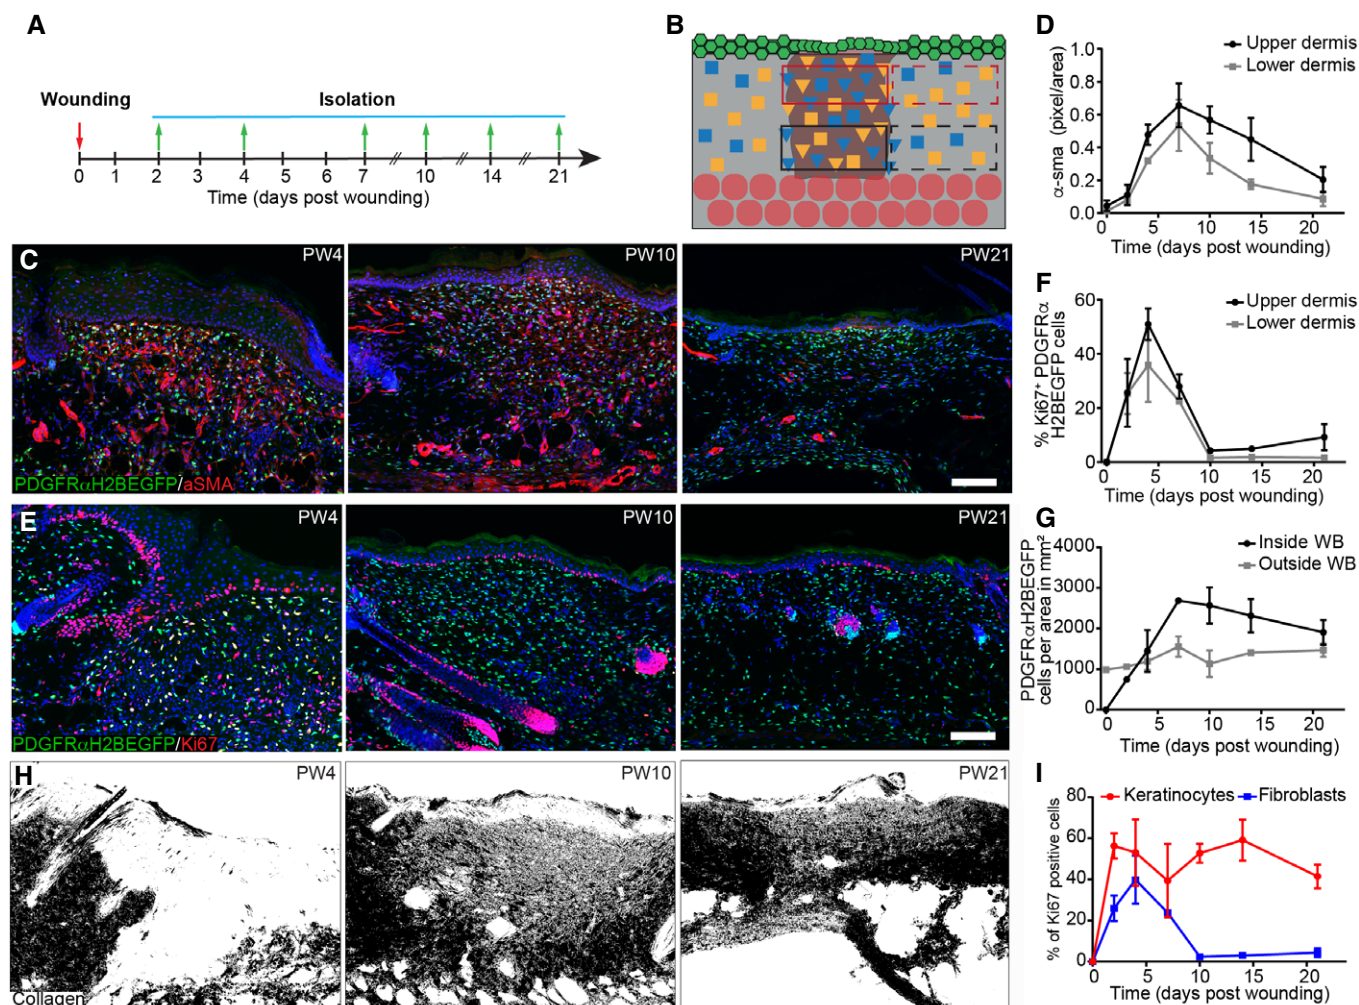 A
Wounding
Isolation
0 1 2 3 4 5 6 7 10 14 21
Time (days post wounding)
B
D
α-sma (pixel/area)
Upper dermis
Lower dermis
1.0
0.8
0.6
0.4
0.2
0.0
0 5 10 15 20
Time (days post wounding)
C
PW4
PW10
PW21
PDGFRαH2BEGFP/aSMA
F
% Ki67+ PDGFRα
H2BEGFP cells
Upper dermis
Lower dermis
60
40
20
0
0 5 10 15 20
Time (days post wounding)
E
PW4
PW10
PW21
PDGFRαH2BEGFP/Ki67
G
PDGFRαH2BEGFP
cells per area in mm²
Inside WB
Outside WB
4000
3000
2000
1000
0
0 5 10 15 20
Time (days post wounding)
H
PW4
PW10
PW21
Collagen
I
% of Ki67 positive cells
Keratinocytes
Fibroblasts
80
60
40
20
0
0 5 10 15 20
Time (days post wounding)